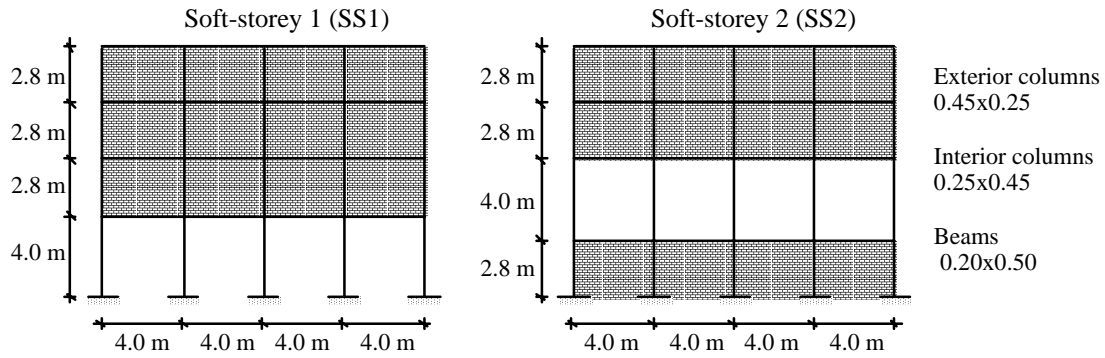 Soft-storey 1 (SS1)
2.8 m
2.8 m
2.8 m
4.0 m
4.0 m 4.0 m 4.0 m 4.0 m
Soft-storey 2 (SS2)
2.8 m
2.8 m
4.0 m
2.8 m
4.0 m 4.0 m 4.0 m 4.0 m
Exterior columns
0.45x0.25
Interior columns
0.25x0.45
Beams
0.20x0.50